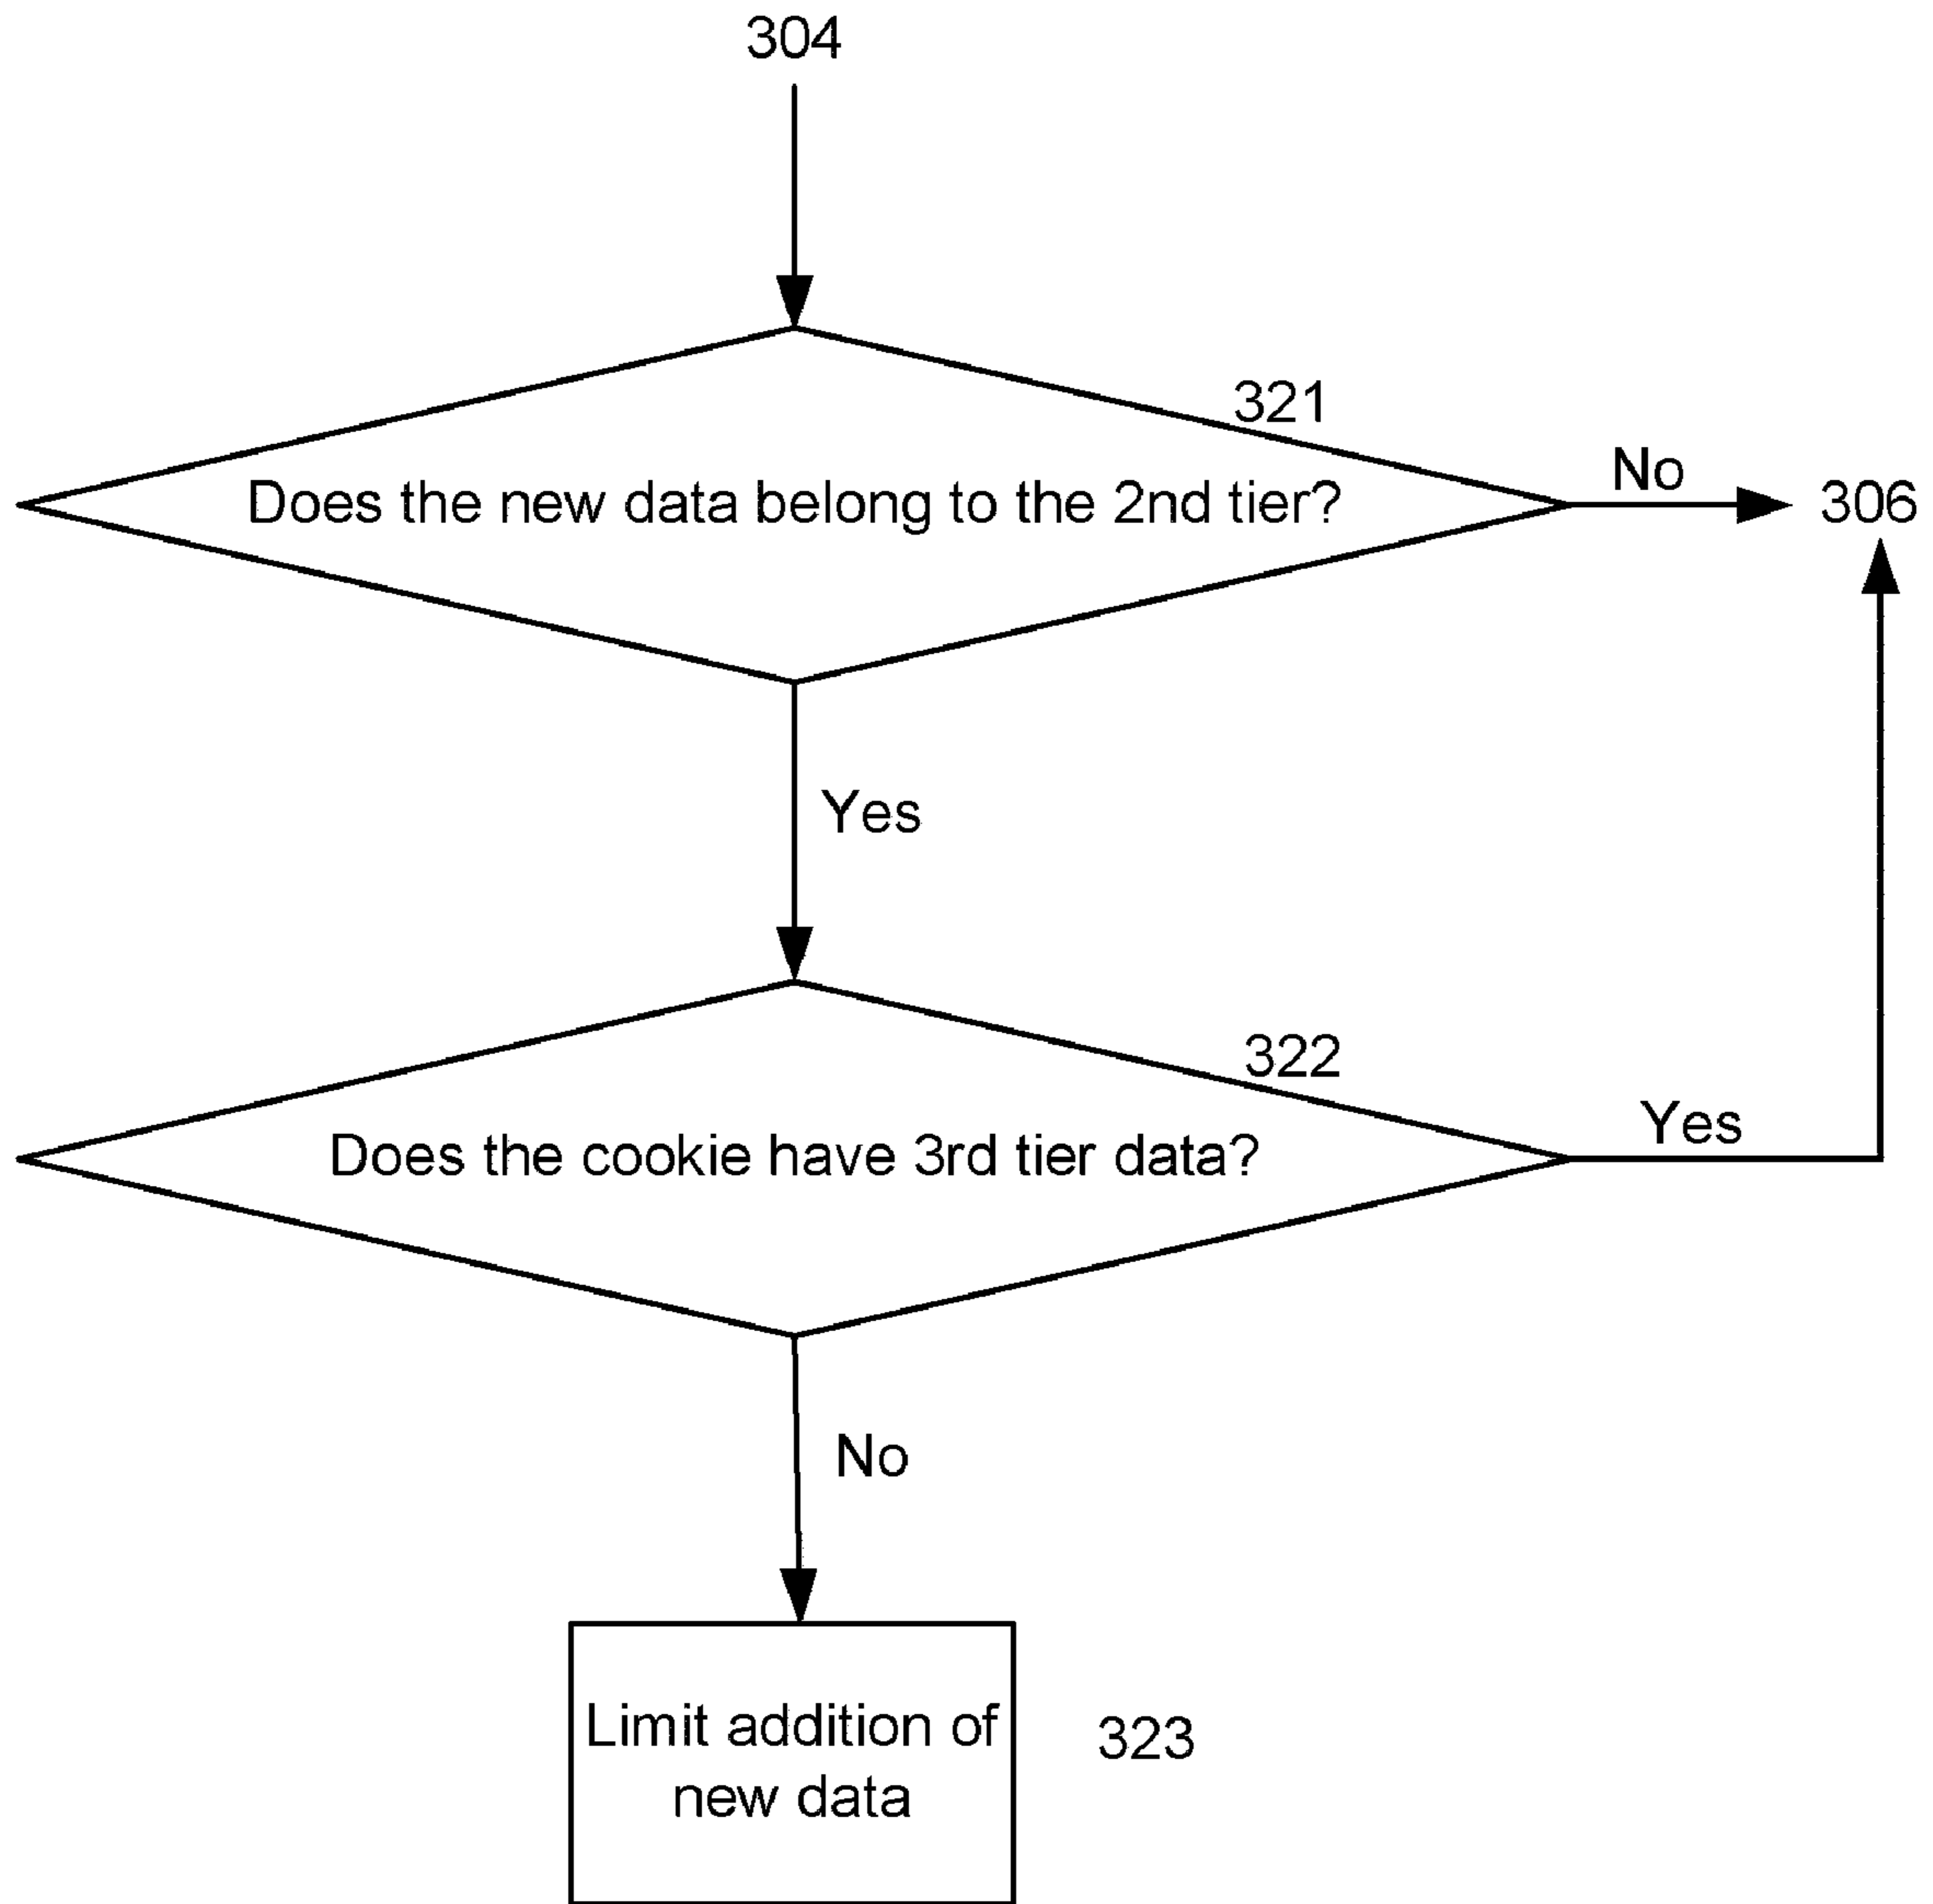 304
321
Does the new data belong to the 2nd tier?
No
306
Yes
322
Does the cookie have 3rd tier data?
Yes
No
Limit addition of
new data
323